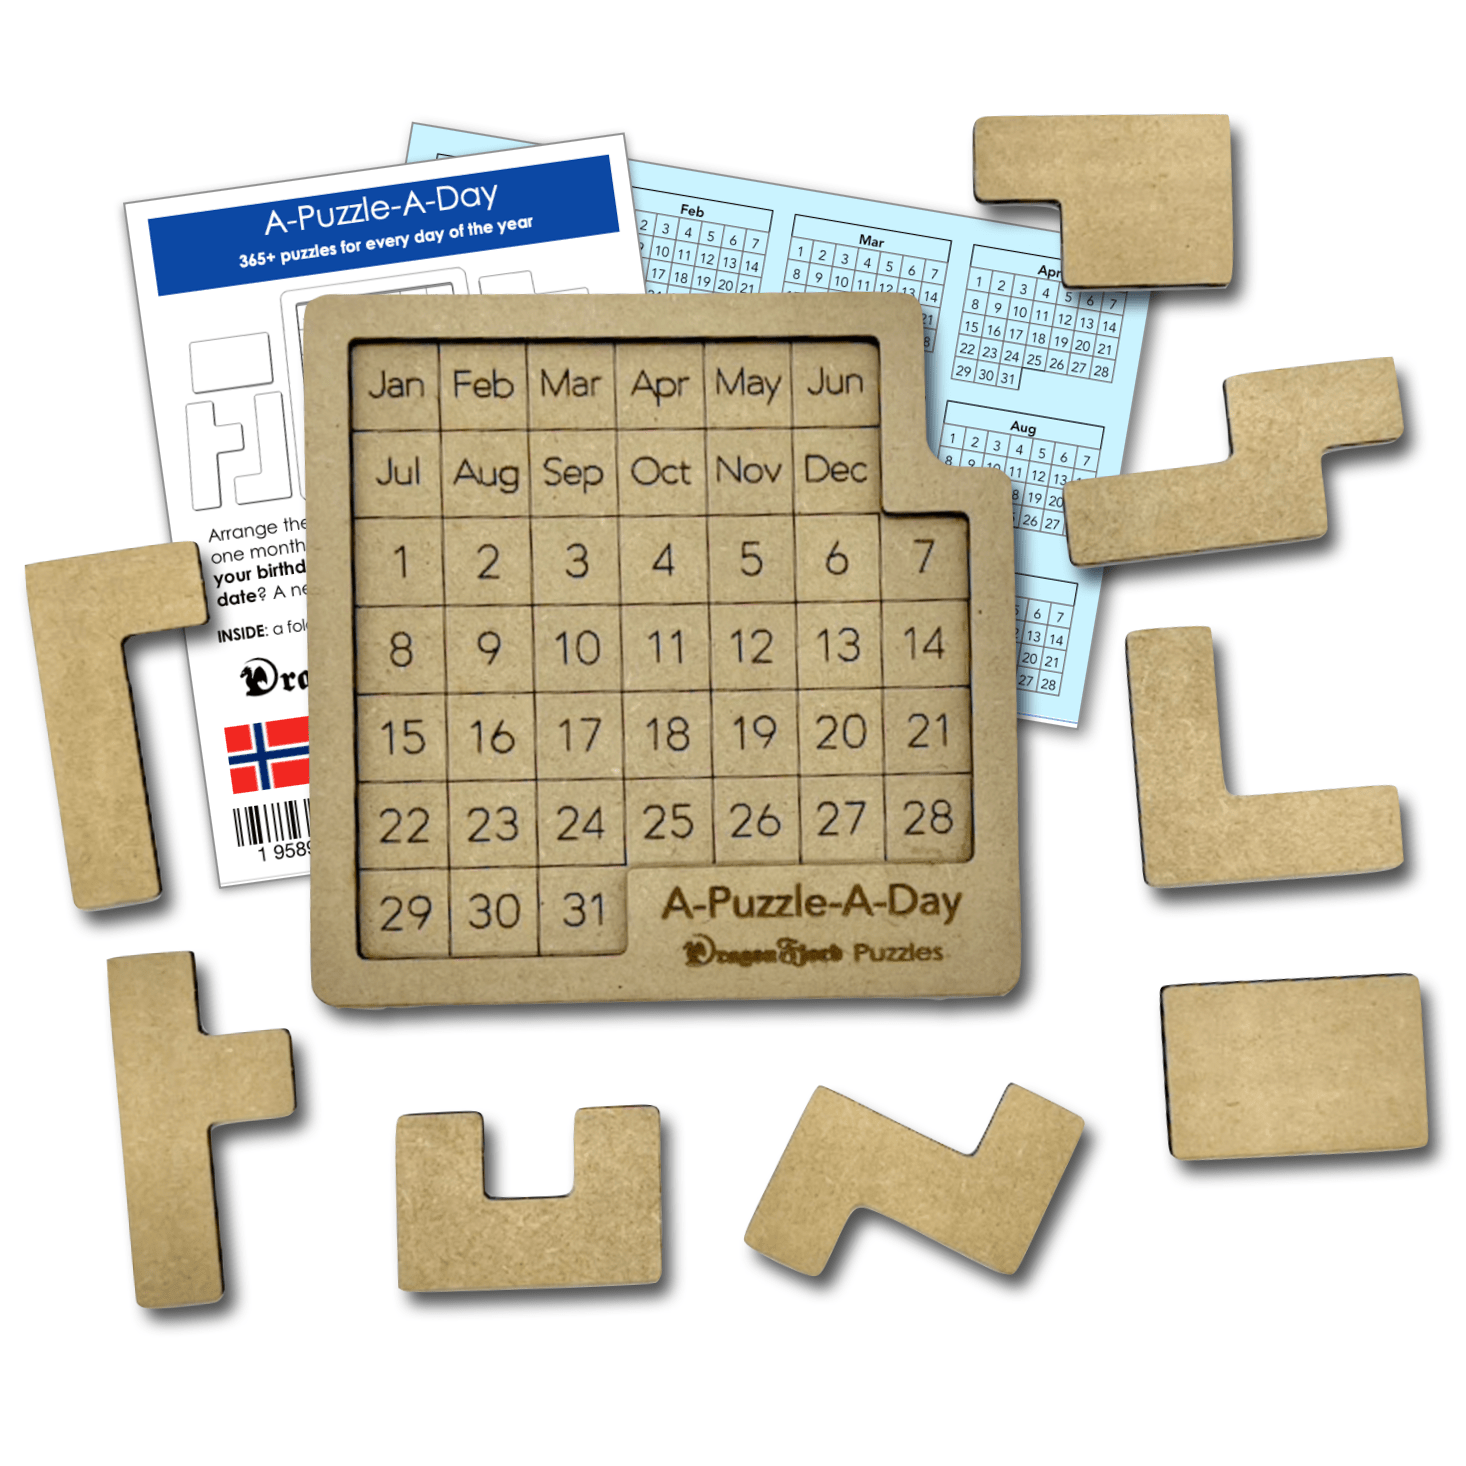 A-Puzzle-A-Day
365+ puzzles for every day of the year
Arrange the
one month
your birthd
date? A ne
INSIDE: a fol
Dra
1 9589
Feb
2 3 4 5 6 7
10 11 12 13 14
17 18 19 20 21
Mar
1 2 3 4 5 6 7
8 9 10 11 12 13 14
21
8
Apr
1 2 3 4 5 6 7
8 9 10 11 12 13 14
15 16 17 18 19 20 21
22 23 24 25 26 27 28
29 30 31
Aug
1 2 3 4 5 6 7
8 9 10 11 12 13
8 19 20
26 27
5 6 7
13 14
20 21
27 28
Jan Feb Mar Apr May Jun
Jul Aug Sep Oct Nov Dec
1 2 3 4 5 6 7
8 9 10 11 12 13 14
15 16 17 18 19 20 21
22 23 24 25 26 27 28
29 30 31
A-Puzzle-A-Day
DragonFjord Puzzles